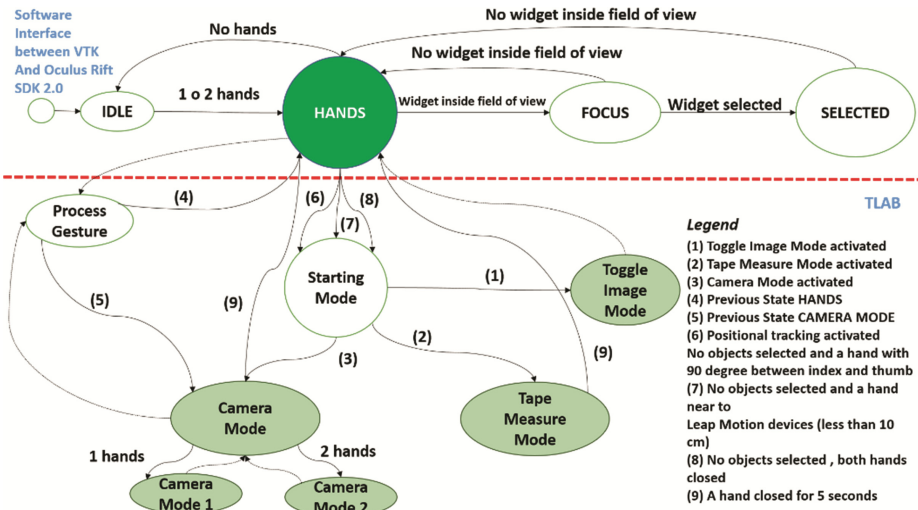 Software
Interface
between VTK
And Oculus Rift
SDK 2.0
No hands
No widget inside field of view
No widget inside field of view
IDLE
1 o 2 hands
HANDS
Widget inside field of view
FOCUS
Widget selected
SELECTED
TLAB
Process
Gesture
(4)
(6)
(8)
(7)
Starting
Mode
(1)
Toggle
Image
Mode
(5)
(9)
(3)
(2)
(9)
Camera
Mode
Tape
Measure
Mode
1 hands
2 hands
Camera
Mode 1
Camera
Mode 2
Legend
(1) Toggle Image Mode activated
(2) Tape Measure Mode activated
(3) Camera Mode activated
(4) Previous State HANDS
(5) Previous State CAMERA MODE
(6) Positional tracking activated
No objects selected and a hand with
90 degree between index and thumb
(7) No objects selected and a hand
near to
Leap Motion devices (less than 10
cm)
(8) No objects selected , both hands
closed
(9) A hand closed for 5 seconds